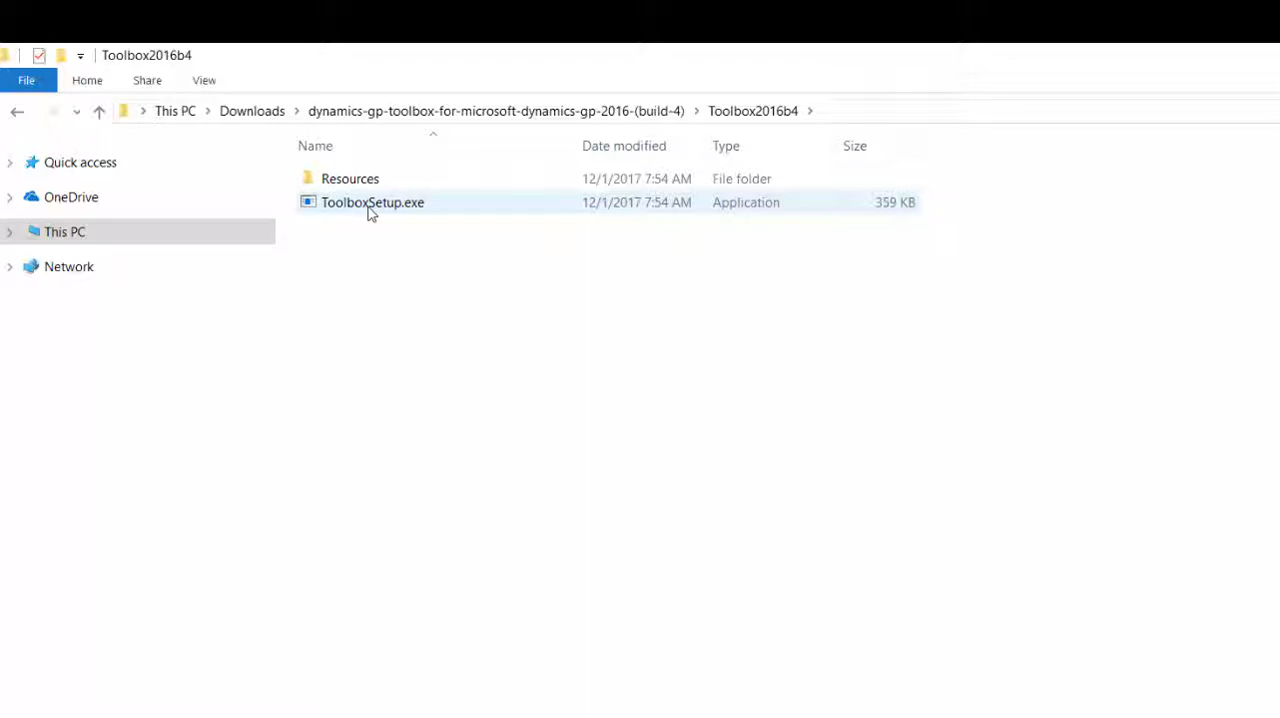 Toolbox2016b4
File Home Share View
This PC Downloads dynamics-gp-toolbox-for-microsoft-dynamics-gp-2016-(build-4) Toolbox2016b4
Name Date modified Type Size
Quick access
Resources 12/1/2017 7:54 AM File folder
OneDrive
ToolboxSetup.exe 12/1/2017 7:54 AM Application 359 KB
This PC
Network